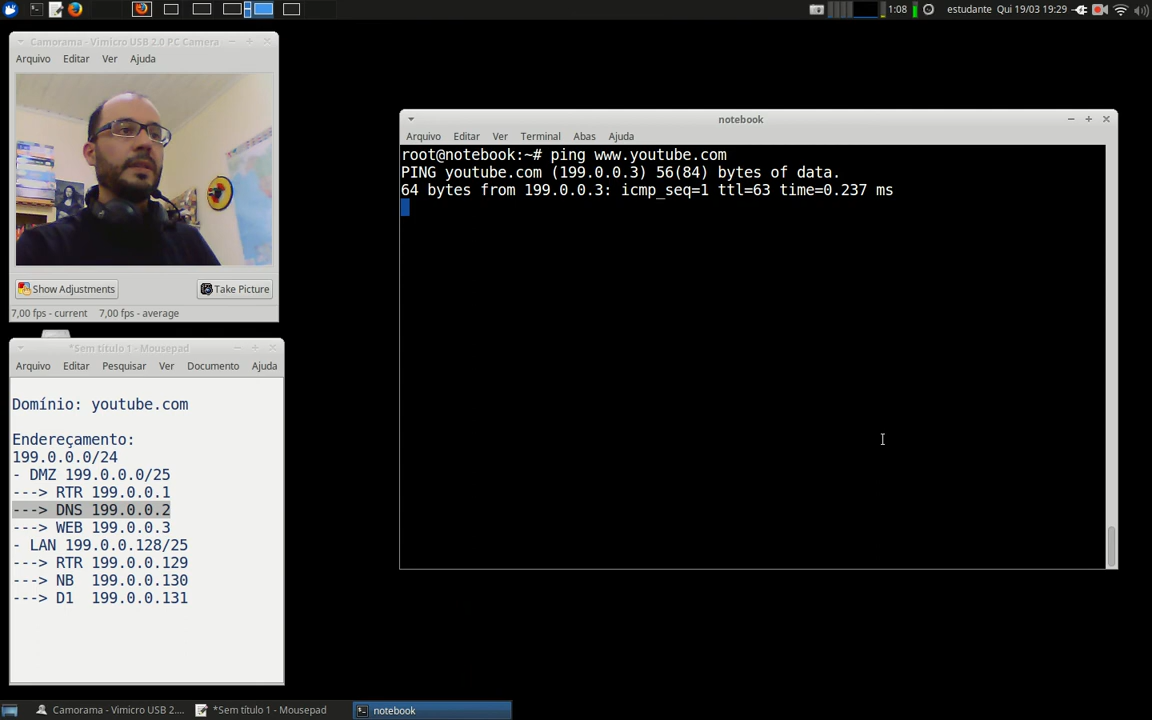 1:08
estudante Qui 19/03 19:29
Camorama - Vimicro USB 2.0 PC Camera
Arquivo Editar Ver Ajuda
Show Adjustments Take Picture
7,00 fps - current 7,00 fps - average
*Sem título 1 - Mousepad
Arquivo Editar Pesquisar Ver Documento Ajuda
Domínio: youtube.com
Endereçamento:
199.0.0.0/24
- DMZ 199.0.0.0/25
---> RTR 199.0.0.1
---> DNS 199.0.0.2
---> WEB 199.0.0.3
- LAN 199.0.0.128/25
---> RTR 199.0.0.129
---> NB 199.0.0.130
---> D1 199.0.0.131
notebook
Arquivo Editar Ver Terminal Abas Ajuda
root@notebook:~# ping www.youtube.com
PING youtube.com (199.0.0.3) 56(84) bytes of data.
64 bytes from 199.0.0.3: icmp_seq=1 ttl=63 time=0.237 ms
Camorama - Vimicro USB 2....
*Sem título 1 - Mousepad
notebook